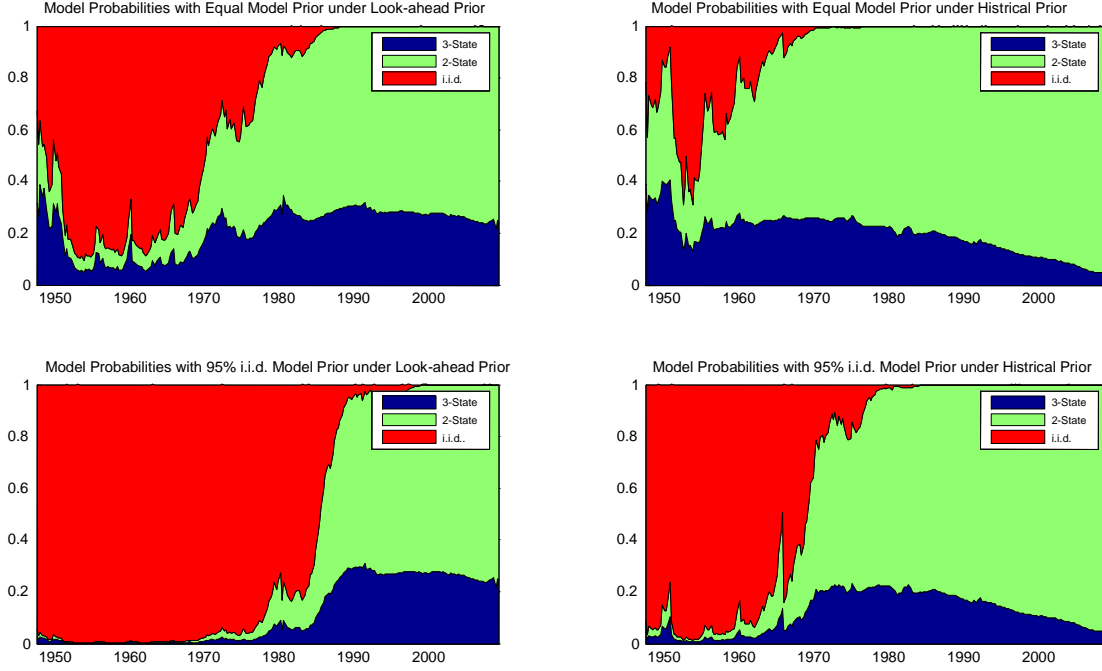 Model Probabilities with Equal Model Prior under Look-ahead Prior
1
0.8
0.6
0.4
0.2
0
3-State
2-State
i.i.d.
1950 1960 1970 1980 1990 2000
Model Probabilities with Equal Model Prior under Histrical Prior
1
0.8
0.6
0.4
0.2
0
3-State
2-State
i.i.d.
1950 1960 1970 1980 1990 2000
Model Probabilities with 95% i.i.d. Model Prior under Look-ahead Prior
1
0.8
0.6
0.4
0.2
0
3-State
2-State
i.i.d..
1950 1960 1970 1980 1990 2000
Model Probabilities with 95% i.i.d. Model Prior under Histrical Prior
1
0.8
0.6
0.4
0.2
0
3-State
2-State
i.i.d.
1950 1960 1970 1980 1990 2000